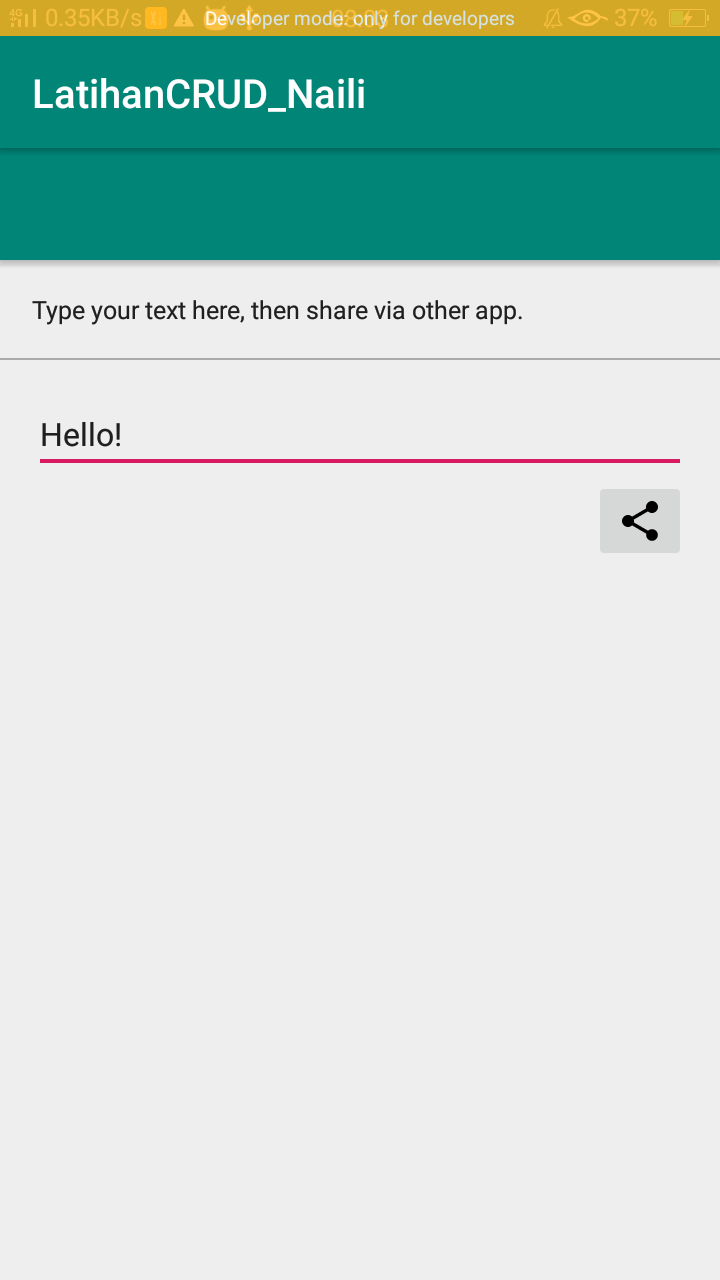 4G 0.35KB/s Developer mode: only for developers 37%
LatihanCRUD_Naili
Type your text here, then share via other app.
Hello!